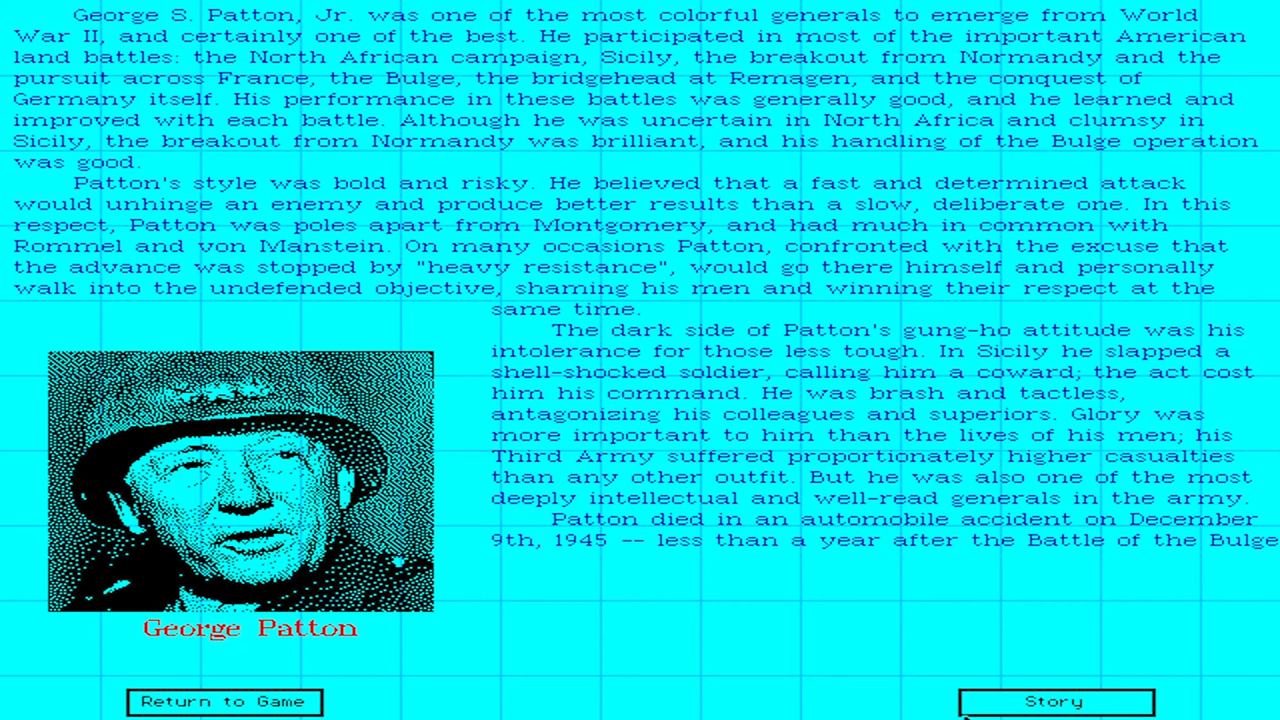 George S. Patton, Jr. was one of the most colorful generals to emerge from World
War II, and certainly one of the best. He participated in most of the important American
land battles: the North African campaign, Sicily, the breakout from Normandy and the
pursuit across France, the Bulge, the bridgehead at Remagen, and the conquest of
Germany itself. His performance in these battles was generally good, and he learned and
improved with each battle. Although he was uncertain in North Africa and clumsy in
Sicily, the breakout from Normandy was brilliant, and his handling of the Bulge operation
was good.
Patton's style was bold and risky. He believed that a fast and determined attack
would unhinge an enemy and produce better results than a slow, deliberate one. In this
respect, Patton was poles apart from Montgomery, and had much in common with
Rommel and von Manstein. On many occasions Patton, confronted with the excuse that
the advance was stopped by "heavy resistance", would go there himself and personally
walk into the undefended objective, shaming his men and winning their respect at the
same time.
The dark side of Patton's gung-ho attitude was his
intolerance for those less tough. In Sicily he slapped a
shell-shocked soldier, calling him a coward; the act cost
him his command. He was brash and tactless,
antagonizing his colleagues and superiors. Glory was
more important to him than the lives of his men; his
Third Army suffered proportionately higher casualties
than any other outfit. But he was also one of the most
deeply intellectual and well-read generals in the army.
Patton died in an automobile accident on December
9th, 1945 -- less than a year after the Battle of the Bulge
George Patton
Return to Game
Story